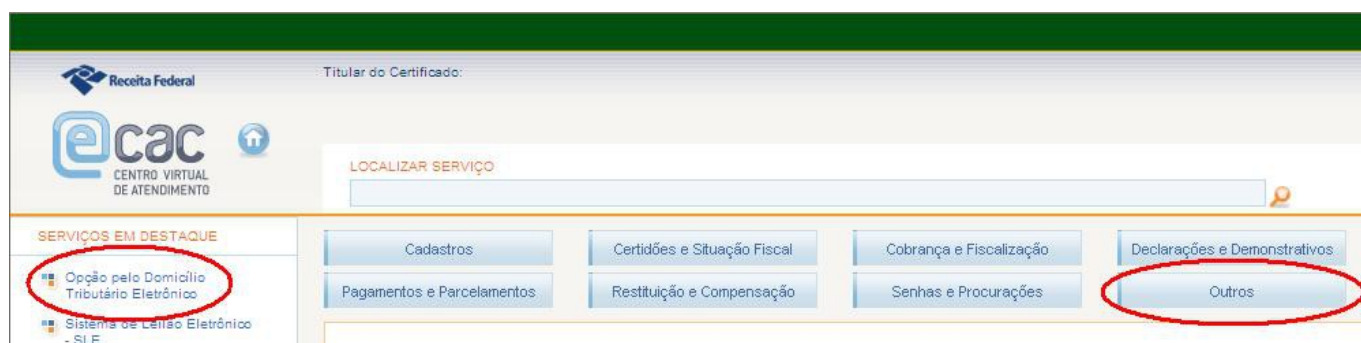 Receita Federal
Titular do Certificado:
e
cac
CENTRO VIRTUAL
DE ATENDIMENTO
LOCALIZAR SERVIÇO
SERVIÇOS EM DESTAQUE
Opção pelo Domicílio
Tributário Eletrônico
Sistema de Leilão Eletrônico
- SLE
Cadastros
Certidões e Situação Fiscal
Cobrança e Fiscalização
Declarações e Demonstrativos
Pagamentos e Parcelamentos
Restituição e Compensação
Senhas e Procurações
Outros